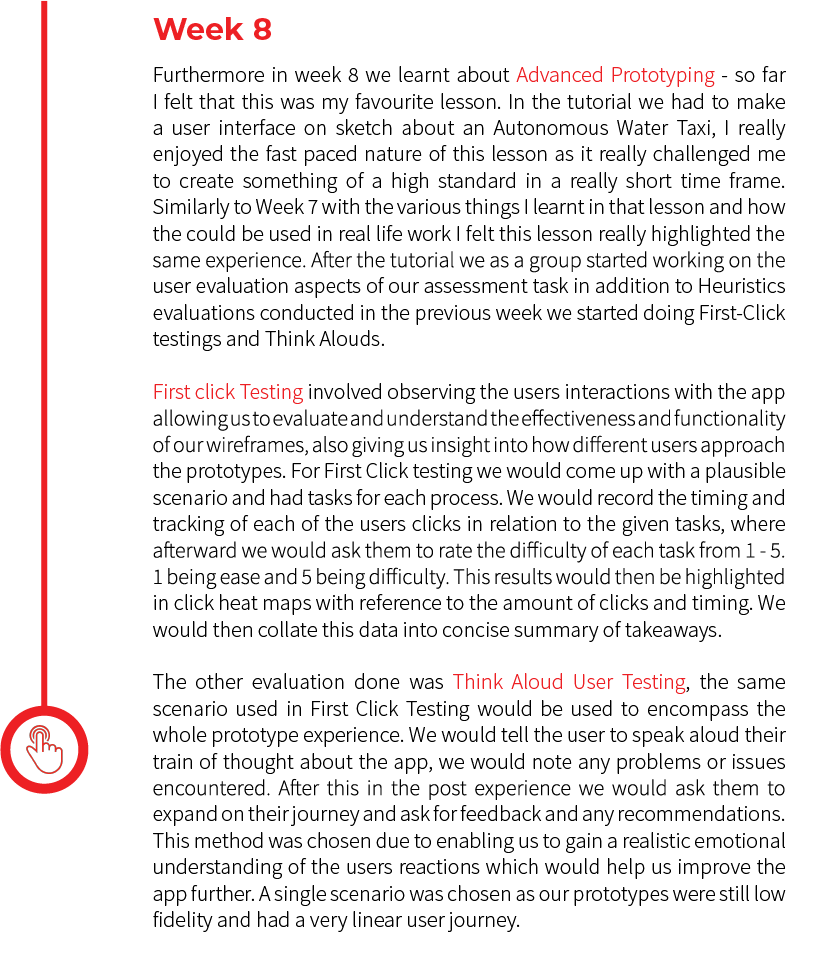 Week 8
Furthermore in week 8 we learnt about Advanced Prototyping - so far
I felt that this was my favourite lesson. In the tutorial we had to make
a user interface on sketch about an Autonomous Water Taxi, I really
enjoyed the fast paced nature of this lesson as it really challenged me
to create something of a high standard in a really short time frame.
Similarly to Week 7 with the various things I learnt in that lesson and how
the could be used in real life work I felt this lesson really highlighted the
same experience. After the tutorial we as a group started working on the
user evaluation aspects of our assessment task in addition to Heuristics
evaluations conducted in the previous week we started doing First-Click
testings and Think Alouds.
First click Testing involved observing the users interactions with the app
allowing us to evaluate and understand the effectiveness and functionality
of our wireframes, also giving us insight into how different users approach
the prototypes. For First Click testing we would come up with a plausible
scenario and had tasks for each process. We would record the timing and
tracking of each of the users clicks in relation to the given tasks, where
afterward we would ask them to rate the difficulty of each task from 1 - 5.
1 being ease and 5 being difficulty. This results would then be highlighted
in click heat maps with reference to the amount of clicks and timing. We
would then collate this data into concise summary of takeaways.
The other evaluation done was Think Aloud User Testing, the same
scenario used in First Click Testing would be used to encompass the
whole prototype experience. We would tell the user to speak aloud their
train of thought about the app, we would note any problems or issues
encountered. After this in the post experience we would ask them to
expand on their journey and ask for feedback and any recommendations.
This method was chosen due to enabling us to gain a realistic emotional
understanding of the users reactions which would help us improve the
app further. A single scenario was chosen as our prototypes were still low
fidelity and had a very linear user journey.